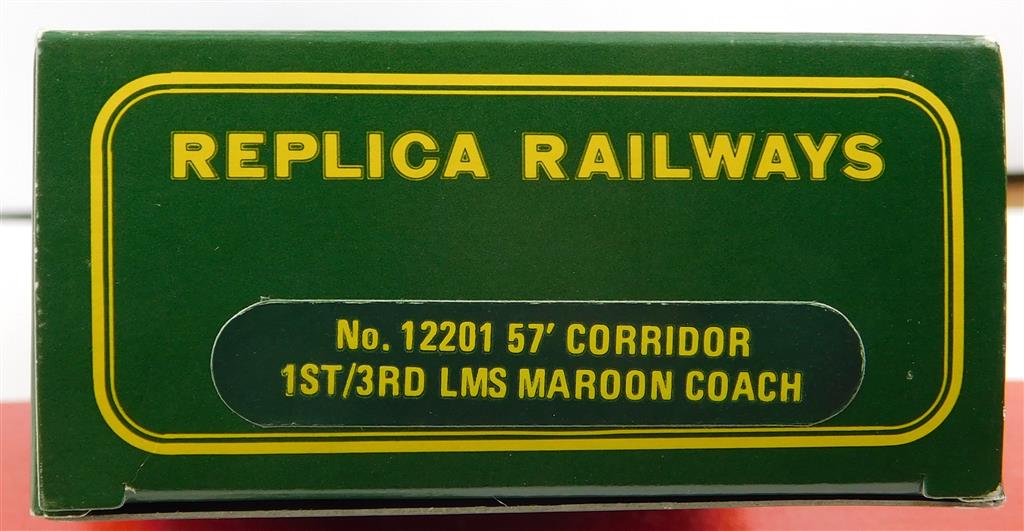 REPLICA RAILWAYS
No. 12201 57' CORRIDOR
1ST/3RD LMS MAROON COACH